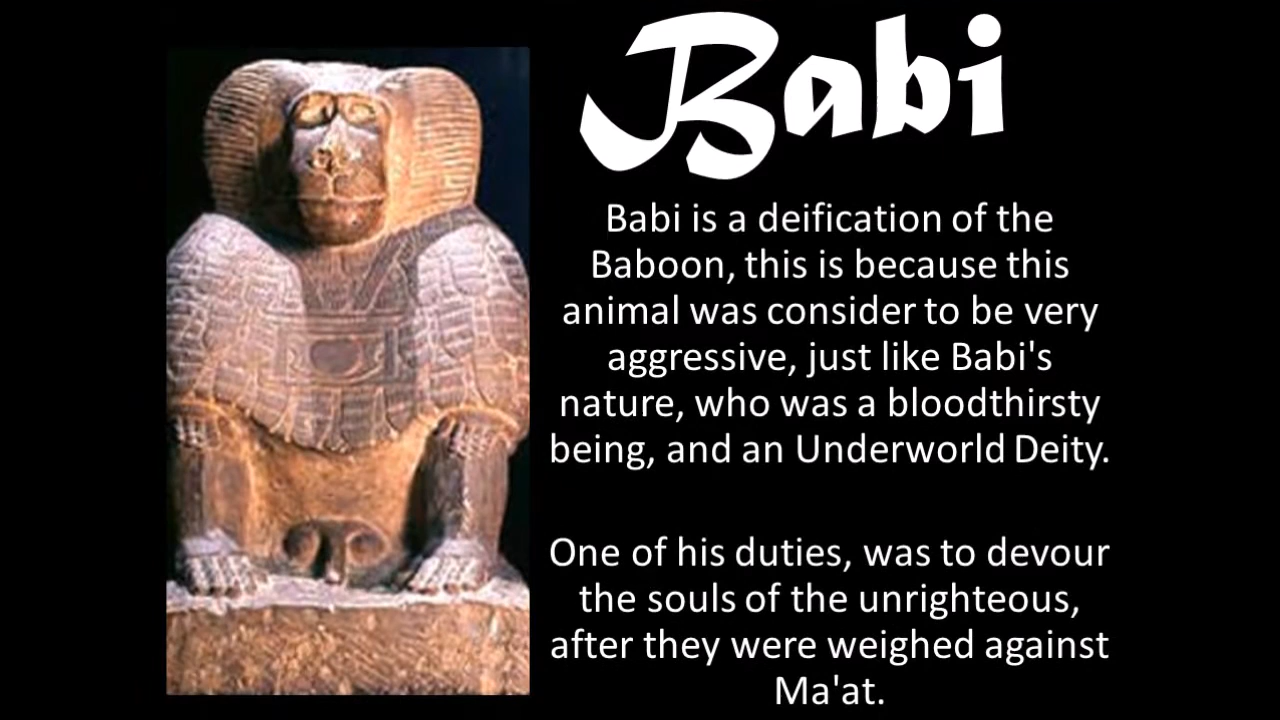 Babi
Babi is a deification of the
Baboon, this is because this
animal was consider to be very
aggressive, just like Babi's
nature, who was a bloodthirsty
being, and an Underworld Deity.
One of his duties, was to devour
the souls of the unrighteous,
after they were weighed against
Ma'at.